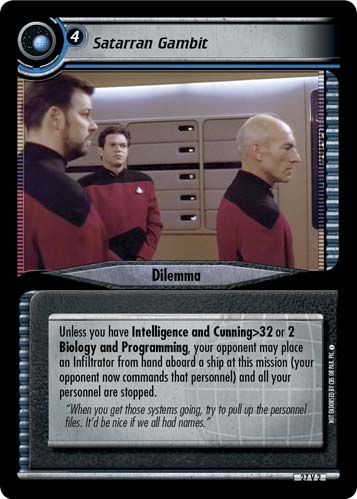 4
Satarran Gambit
Dilemma
Unless you have Intelligence and Cunning>32 or 2
Biology and Programming, your opponent may place
an Infiltrator from hand aboard a ship at this mission (your
opponent now commands that personnel) and all your
personnel are stopped.
"When you get those systems going, try to pull up the personnel
files. It'd be nice if we all had names."
NOT ENDORSED BY CBS OR PAR. PIC.
27 V 2